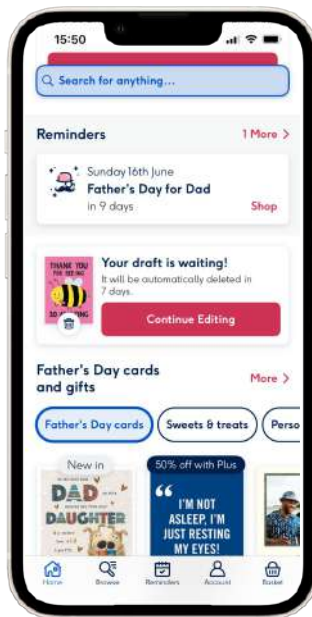 15:50
Search for anything...
Reminders
1 More >
Sunday 16th June
Father's Day for Dad
in 9 days
Shop
THANK YOU
FOR BEEING
Your draft is waiting!
It will be automatically deleted in
7 days.
Continue Editing
Father's Day cards
and gifts
More >
Father's Day cards
Sweets & treats
Perso
New in
50% off with Plus
DAD
DAUGHTER
“
I'M NOT
ASLEEP, I'M
JUST RESTING
MY EYES!
Home
Browse
Reminders
Account
Basket